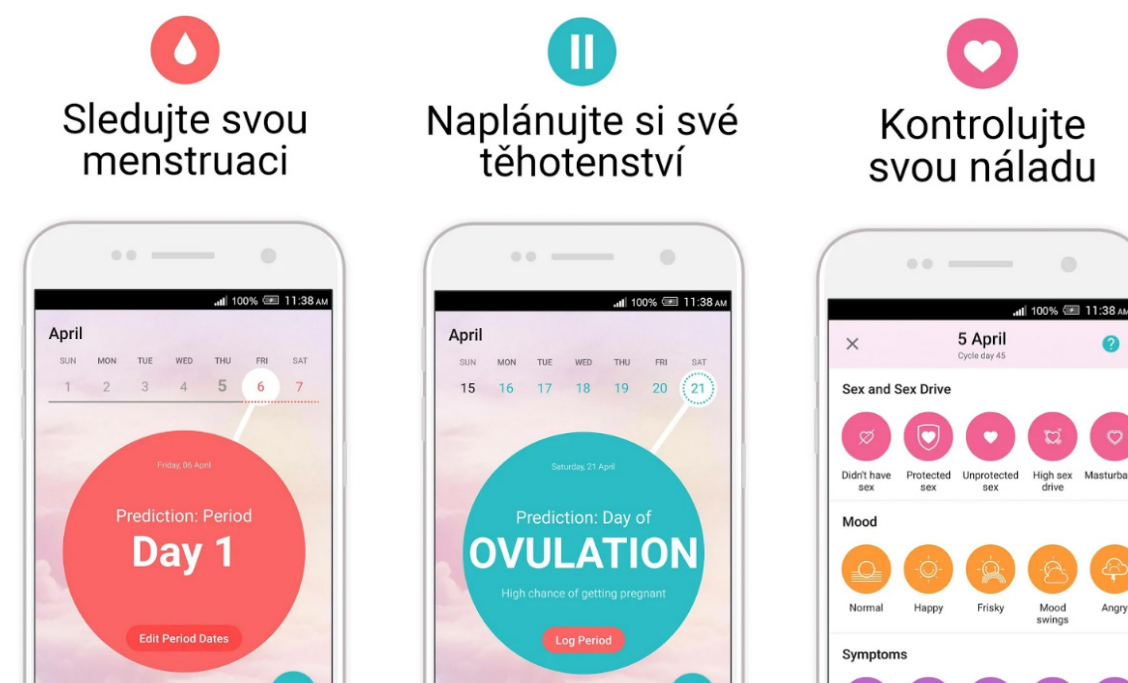 Sledujte svou
menstruaci
100% 11:38 AM
April
SUN MON TUE WED THU FRI SAT
1 2 3 4 5 6 7
Friday, 06 April
Prediction: Period
Day 1
Edit Period Dates
Naplánujte si své
těhotenství
100% 11:38 AM
April
SUN MON TUE WED THU FRI SAT
15 16 17 18 19 20 21
Saturday, 21 April
Prediction: Day of
OVULATION
High chance of getting pregnant
Log Period
Kontrolujte
svou náladu
100% 11:38 AM
5 April
Cycle day 45
?
Sex and Sex Drive
Didn't have Protected Unprotected High sex Masturba
sex sex sex drive
Mood
Normal Happy Frisky Mood Angry
swings
Symptoms